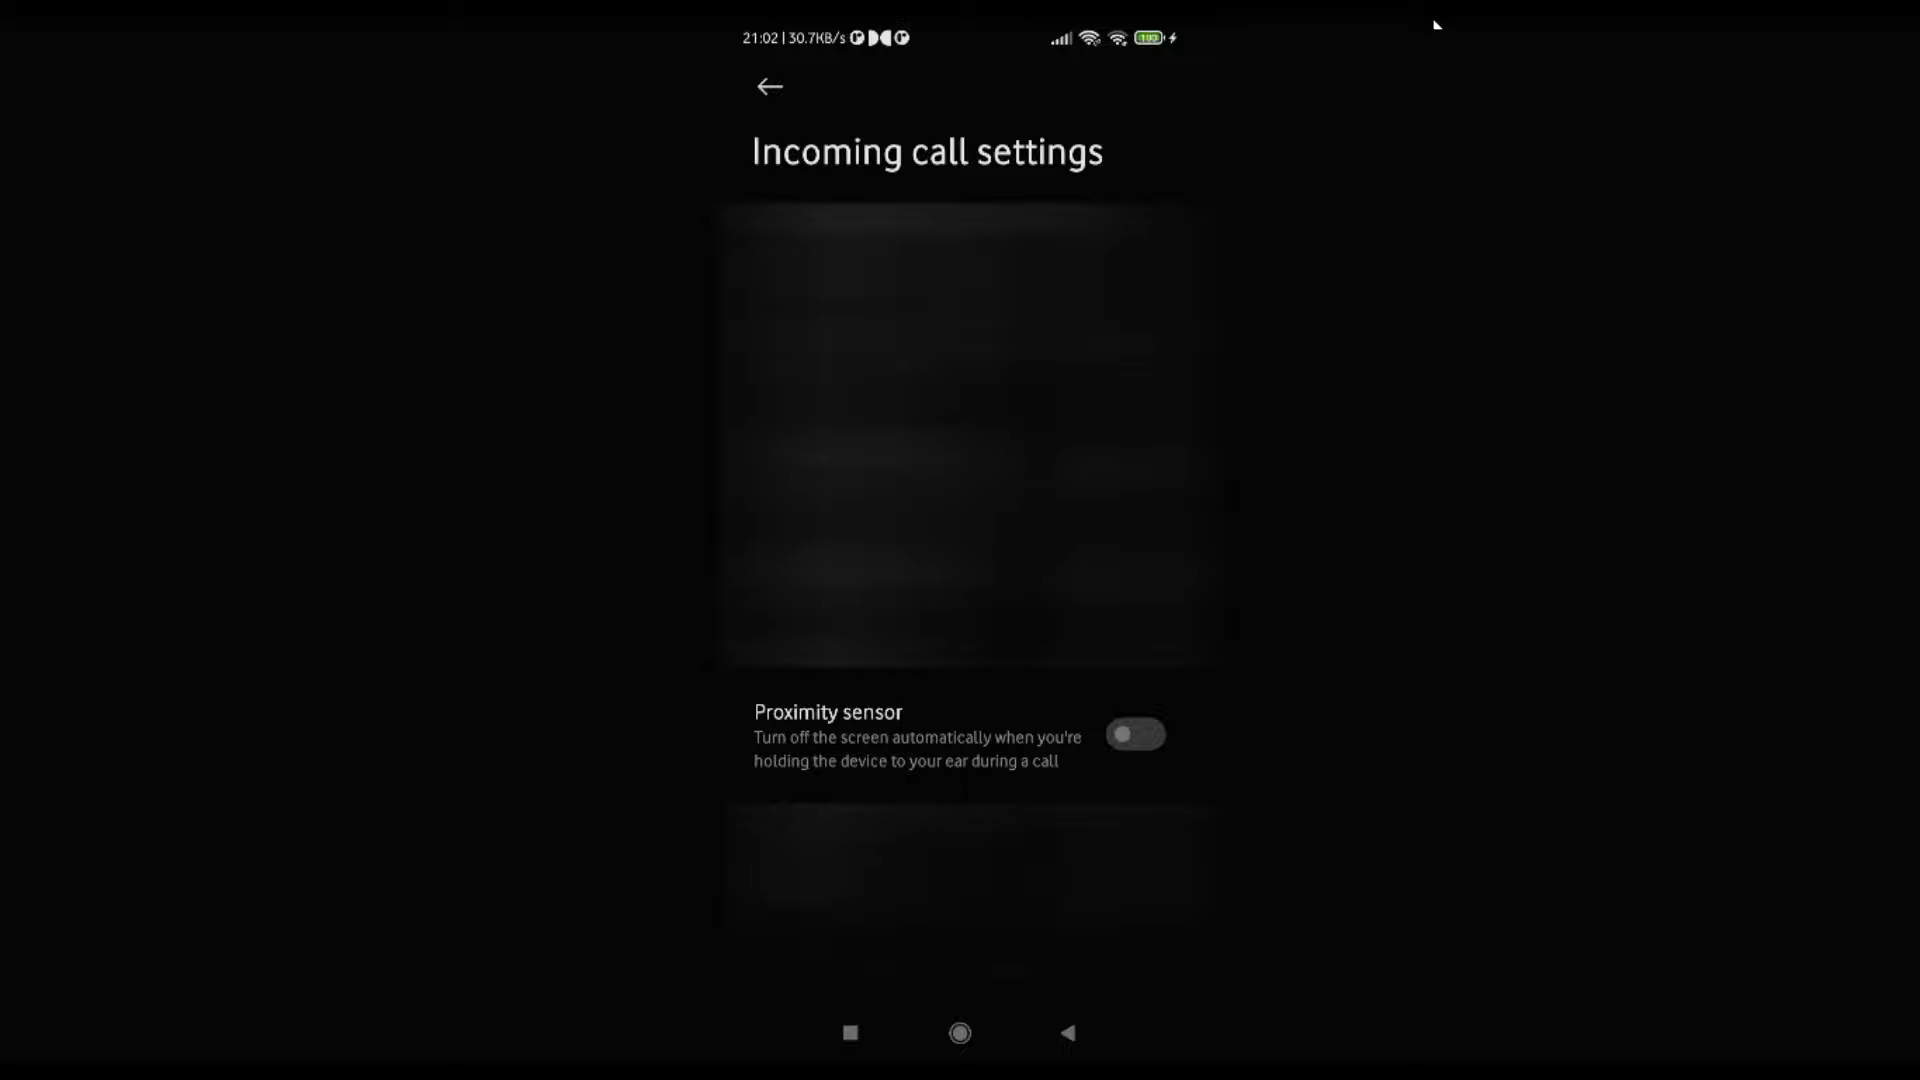 21:02 | 30.7KB/s
100
Incoming call settings
Proximity sensor
Turn off the screen automatically when you're
holding the device to your ear during a call